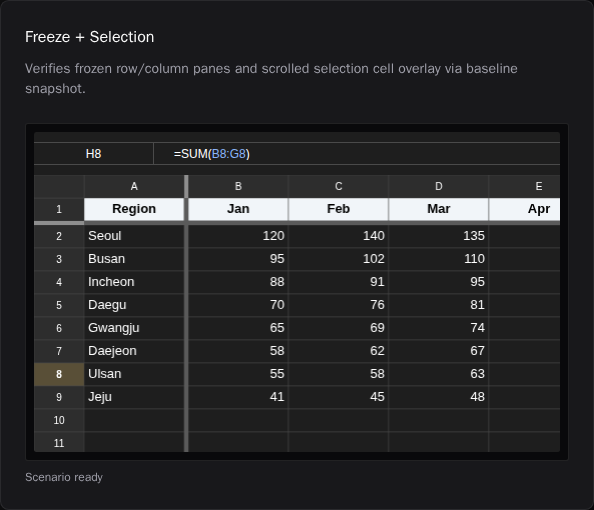 Freeze + Selection
Verifies frozen row/column panes and scrolled selection cell overlay via baseline
snapshot.
H8 =SUM(B8:G8)
A B C D E
1 Region Jan Feb Mar Apr
2 Seoul 120 140 135
3 Busan 95 102 110
4 Incheon 88 91 95
5 Daegu 70 76 81
6 Gwangju 65 69 74
7 Daejeon 58 62 67
8 Ulsan 55 58 63
9 Jeju 41 45 48
10
11
Scenario ready